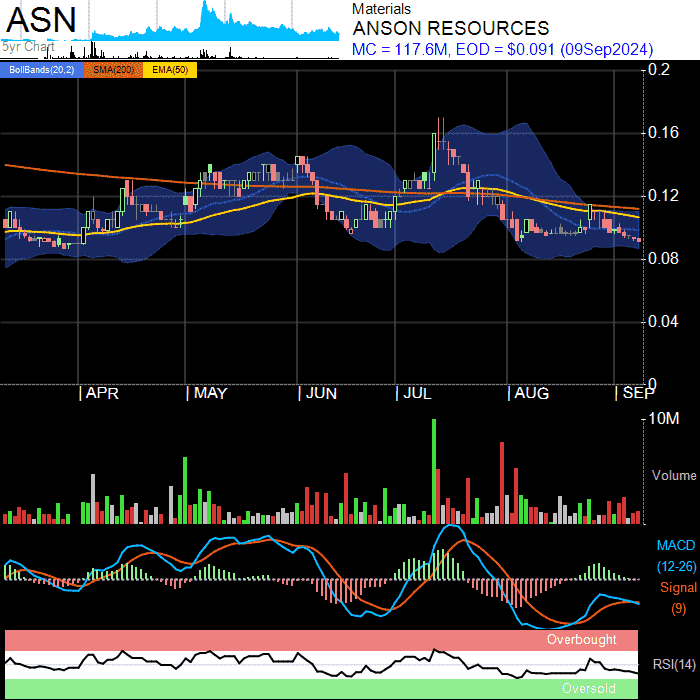 ASN
5yr Chart
Materials
ANSON RESOURCES
MC = 117.6M, EOD = $0.091 (09Sep2024)
BollBands(20,2) SMA(200) EMA(50)
0.2
0.16
0.12
0.08
0.04
0
APR MAY JUN JUL AUG SEP
10M
Volume
MACD
(12-26)
Signal
(9)
Overbought
RSI(14)
Oversold